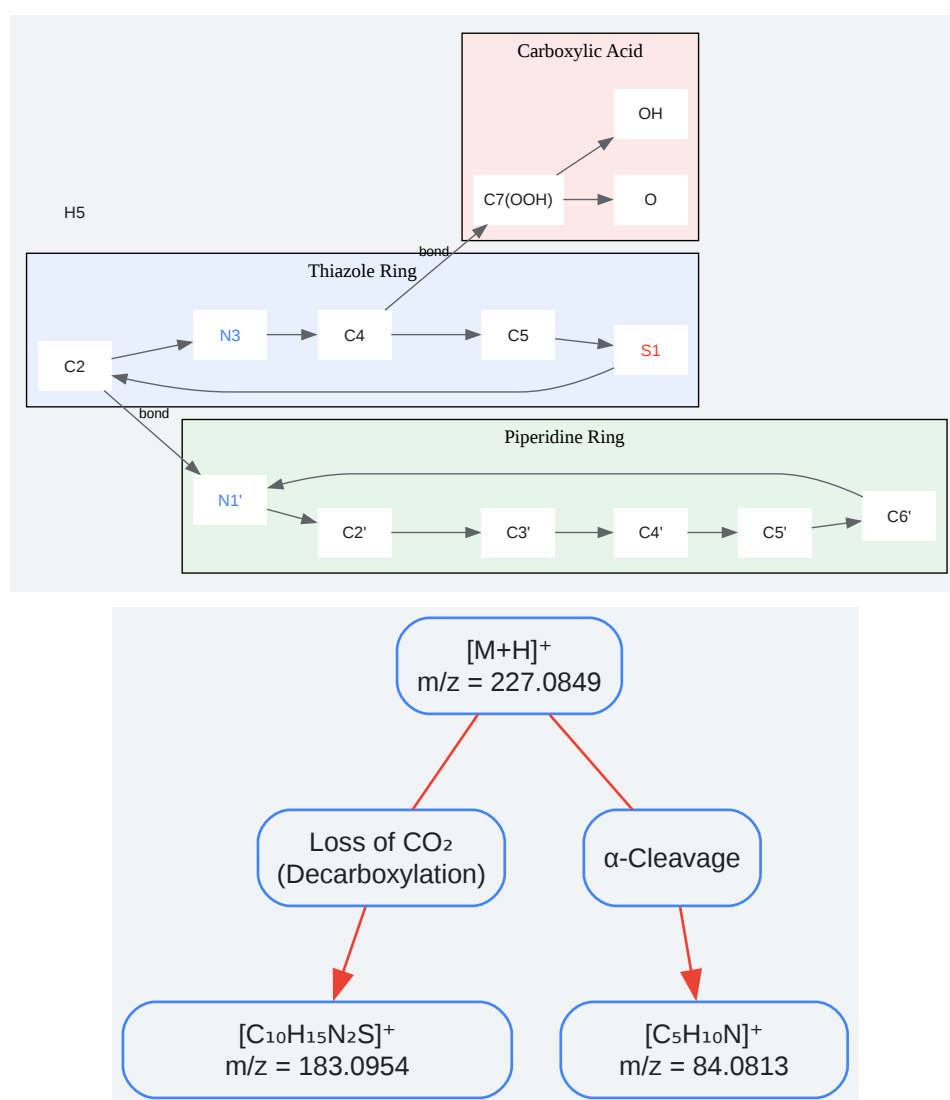 Carboxylic Acid
OH
C7(OOH)
O
H5
bond
Thiazole Ring
N3
C4
C5
S1
C2
bond
Piperidine Ring
N1'
C2'
C3'
C4'
C5'
C6'
[M+H]⁺
m/z = 227.0849
Loss of CO₂
(Decarboxylation)
α-Cleavage
[C₁₀H₁₅N₂S]⁺
m/z = 183.0954
[C₅H₁₀N]⁺
m/z = 84.0813